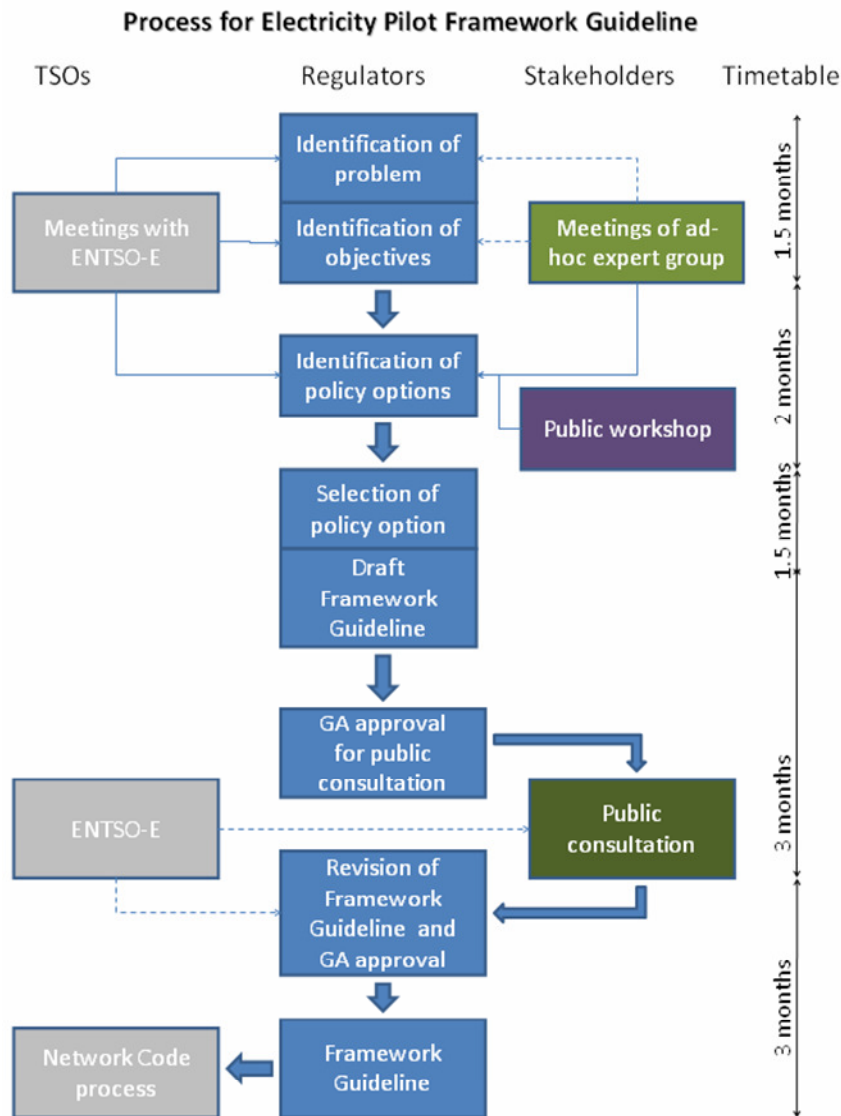 Process for Electricity Pilot Framework Guideline
TSOs
Regulators
Stakeholders
Timetable
Identification of
problem
Meetings with
ENTSO-E
Identification of
objectives
Meetings of ad-
hoc expert group
1.5 months
Identification of
policy options
Public workshop
2 months
Selection of
policy option
1.5 months
Draft
Framework
Guideline
GA approval
for public
consultation
ENTSO-E
Public
consultation
3 months
Revision of
Framework
Guideline and
GA approval
Network Code
process
Framework
Guideline
3 months